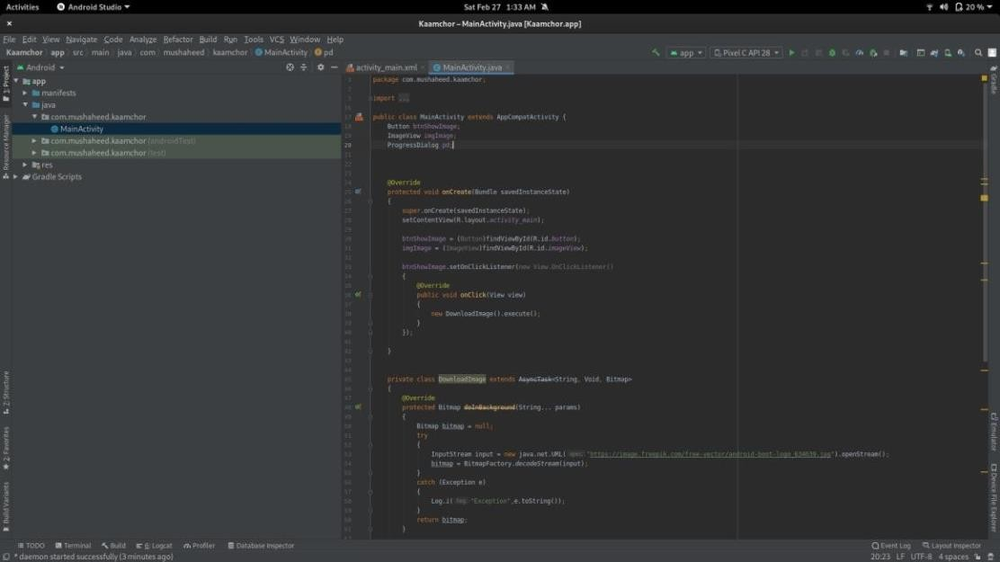 Activities Android Studio Sat Feb 27 1:33 AM 20 %
Kaamchor – MainActivity.java [Kaamchor.app]
File Edit View Navigate Code Analyze Refactor Build Run Tools VCS Window Help
Kaamchor app src main java com mushaheed kaamchor MainActivity pd app Pixel C API 28
1: Project
Resource Manager
Z: Structure
2: Favorites
Build Variants
Android
app
manifests
java
com.mushaheed.kaamchor
MainActivity
com.mushaheed.kaamchor (androidTest)
com.mushaheed.kaamchor (test)
res
Gradle Scripts
activity_main.xml MainActivity.java
package com.mushaheed.kaamchor;
import ...
public class MainActivity extends AppCompatActivity {
Button btnShowImage;
ImageView imgImage;
ProgressDialog pd;
@Override
protected void onCreate(Bundle savedInstanceState)
{
super.onCreate(savedInstanceState);
setContentView(R.layout.activity_main);
btnShowImage = (Button)findViewById(R.id.button);
imgImage = (ImageView)findViewById(R.id.imageView);
btnShowImage.setOnClickListener(new View.OnClickListener()
{
@Override
public void onClick(View view)
{
new DownloadImage().execute();
}
});
}
private class DownloadImage extends AsyncTask<String, Void, Bitmap>
{
@Override
protected Bitmap doInBackground(String... params)
{
Bitmap bitmap = null;
try
{
InputStream input = new java.net.URL( spec: "https://image.freepik.com/free-vector/android-boot-logo_634639.jpg").openStream();
bitmap = BitmapFactory.decodeStream(input);
}
catch (Exception e)
{
Log.i( tag: "Exception",e.toString());
}
return bitmap;
}
Gradle
Emulator
Device File Explorer
TODO Terminal Build 6: Logcat Profiler Database Inspector Event Log Layout Inspector
* daemon started successfully (3 minutes ago) 20:23 LF UTF-8 4 spaces